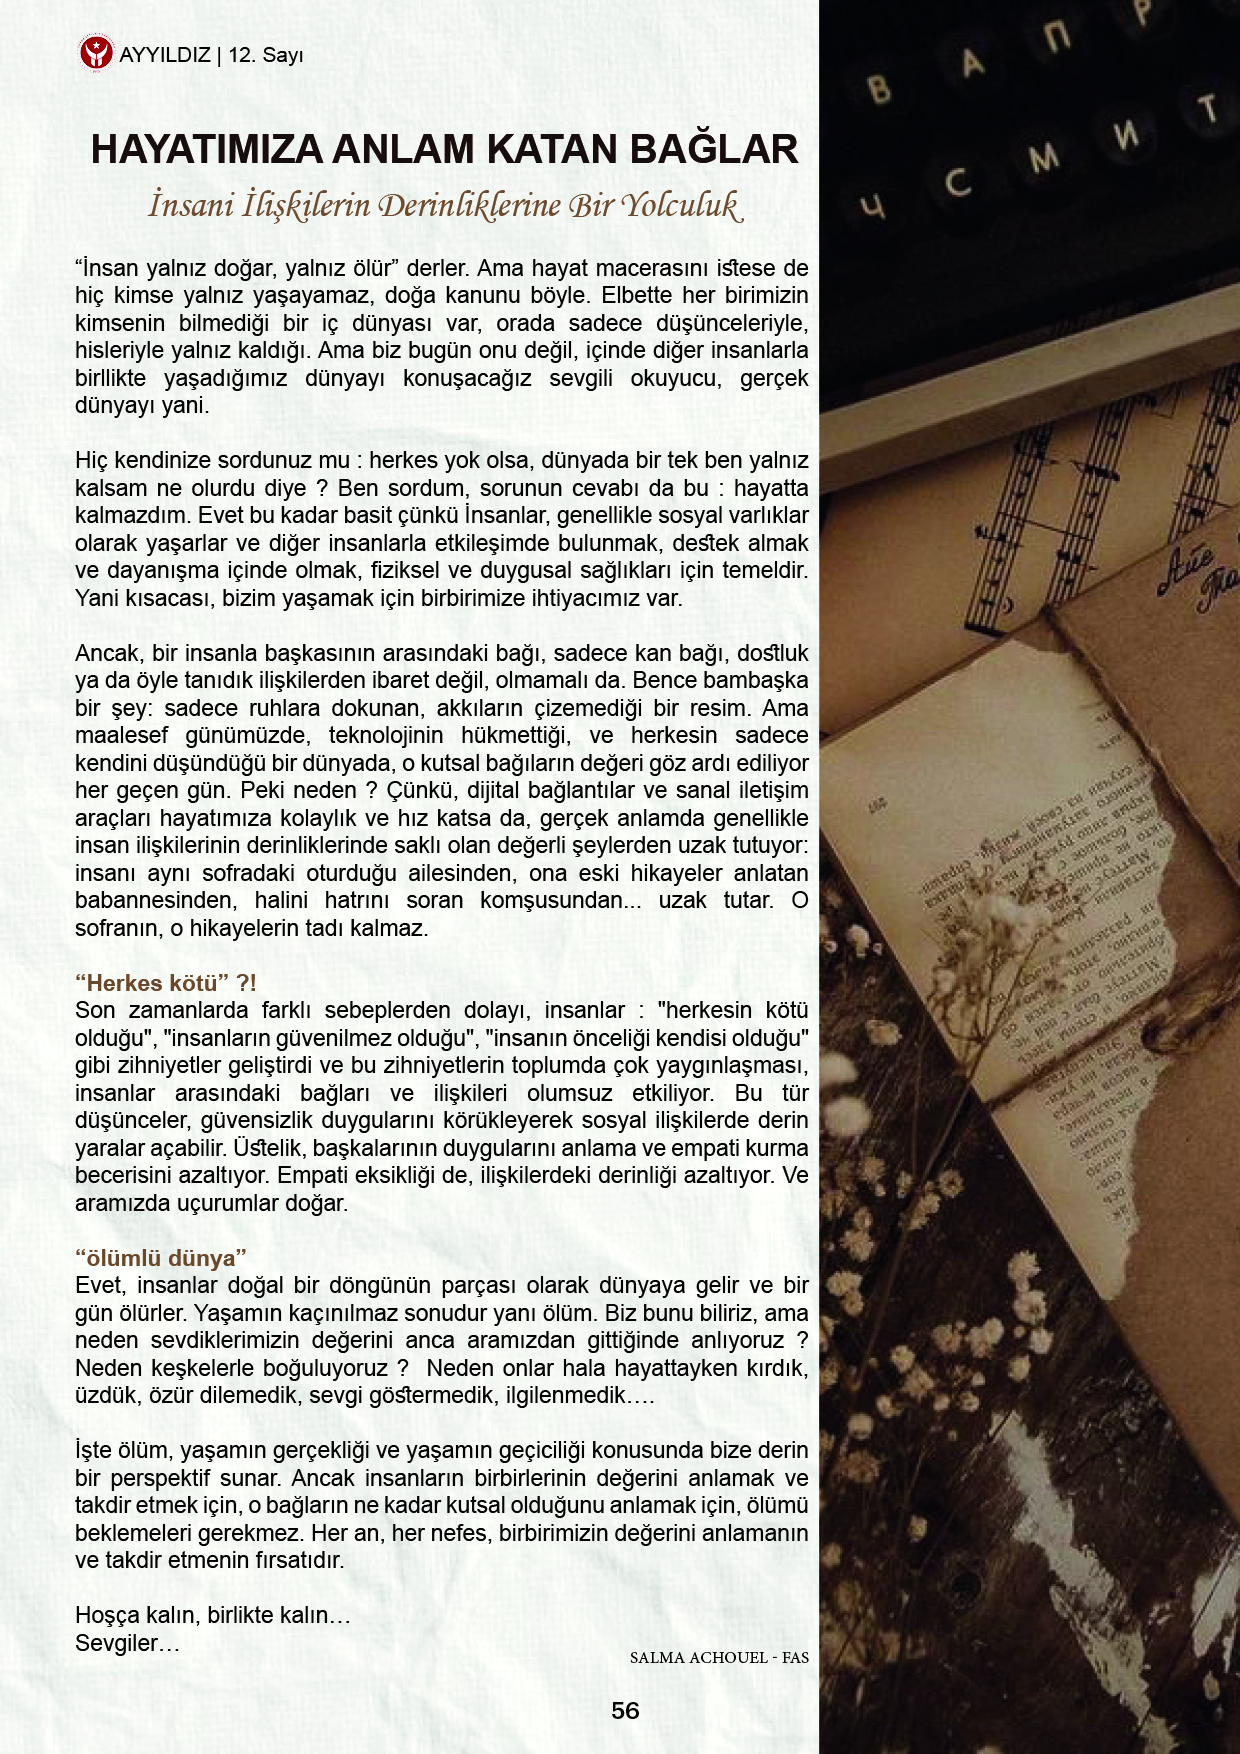 AYYILDIZ | 12. Sayı
HAYATIMIZA ANLAM KATAN BAĞLAR
İnsani İlişkilerin Derinliklerine Bir Yolculuk
“İnsan yalnız doğar, yalnız ölür” derler. Ama hayat macerasını istese de
hiç kimse yalnız yaşayamaz, doğa kanunu böyle. Elbette her birimizin
kimsenin bilmediği bir iç dünyası var, orada sadece düşünceleriyle,
hisleriyle yalnız kaldığı. Ama biz bugün onu değil, içinde diğer insanlarla
birllikte yaşadığımız dünyayı konuşacağız sevgili okuyucu, gerçek
dünyayı yani.
Hiç kendinize sordunuz mu : herkes yok olsa, dünyada bir tek ben yalnız
kalsam ne olurdu diye ? Ben sordum, sorunun cevabı da bu : hayatta
kalmazdım. Evet bu kadar basit çünkü İnsanlar, genellikle sosyal varlıklar
olarak yaşarlar ve diğer insanlarla etkileşimde bulunmak, destek almak
ve dayanışma içinde olmak, fiziksel ve duygusal sağlıkları için temeldir.
Yani kısacası, bizim yaşamak için birbirimize ihtiyacımız var.
Ancak, bir insanla başkasının arasındaki bağı, sadece kan bağı, dostluk
ya da öyle tanıdık ilişkilerden ibaret değil, olmamalı da. Bence bambaşka
bir şey: sadece ruhlara dokunan, akkıların çizemediği bir resim. Ama
maalesef günümüzde, teknolojinin hükmettiği, ve herkesin sadece
kendini düşündüğü bir dünyada, o kutsal bağıların değeri göz ardı ediliyor
her geçen gün. Peki neden ? Çünkü, dijital bağlantılar ve sanal iletişim
araçları hayatımıza kolaylık ve hız katsa da, gerçek anlamda genellikle
insan ilişkilerinin derinliklerinde saklı olan değerli şeylerden uzak tutuyor:
insanı aynı sofradaki oturduğu ailesinden, ona eski hikayeler anlatan
babannesinden, halini hatrını soran komşusundan... uzak tutar. O
sofranın, o hikayelerin tadı kalmaz.
“Herkes kötü” ?!
Son zamanlarda farklı sebeplerden dolayı, insanlar : "herkesin kötü
olduğu", "insanların güvenilmez olduğu", "insanın önceliği kendisi olduğu"
gibi zihniyetler geliştirdi ve bu zihniyetlerin toplumda çok yaygınlaşması,
insanlar arasındaki bağları ve ilişkileri olumsuz etkiliyor. Bu tür
düşünceler, güvensizlik duygularını körükleyerek sosyal ilişkilerde derin
yaralar açabilir. Üstelik, başkalarının duygularını anlama ve empati kurma
becerisini azaltıyor. Empati eksikliği de, ilişkilerdeki derinliği azaltıyor. Ve
aramızda uçurumlar doğar.
“ölümlü dünya”
Evet, insanlar doğal bir döngünün parçası olarak dünyaya gelir ve bir
gün ölürler. Yaşamın kaçınılmaz sonudur yanı ölüm. Biz bunu biliriz, ama
neden sevdiklerimizin değerini anca aramızdan gittiğinde anlıyoruz ?
Neden keşkelerle boğuluyoruz ? Neden onlar hala hayattayken kırdık,
üzdük, özür dilemedik, sevgi göstermedik, ilgilenmedik….
İşte ölüm, yaşamın gerçekliği ve yaşamın geçiciliği konusunda bize derin
bir perspektif sunar. Ancak insanların birbirlerinin değerini anlamak ve
takdir etmek için, o bağların ne kadar kutsal olduğunu anlamak için, ölümü
beklemeleri gerekmez. Her an, her nefes, birbirimizin değerini anlamanın
ve takdir etmenin fırsatıdır.
Hoşça kalın, birlikte kalın…
Sevgiler…
SALMA ACHOUEL - FAS
56
В А П Р
Ч С М И Т